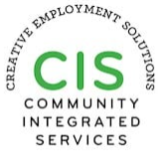 CREATIVE EMPLOYMENT SOLUTIONS
CIS
COMMUNITY
INTEGRATED
SERVICES